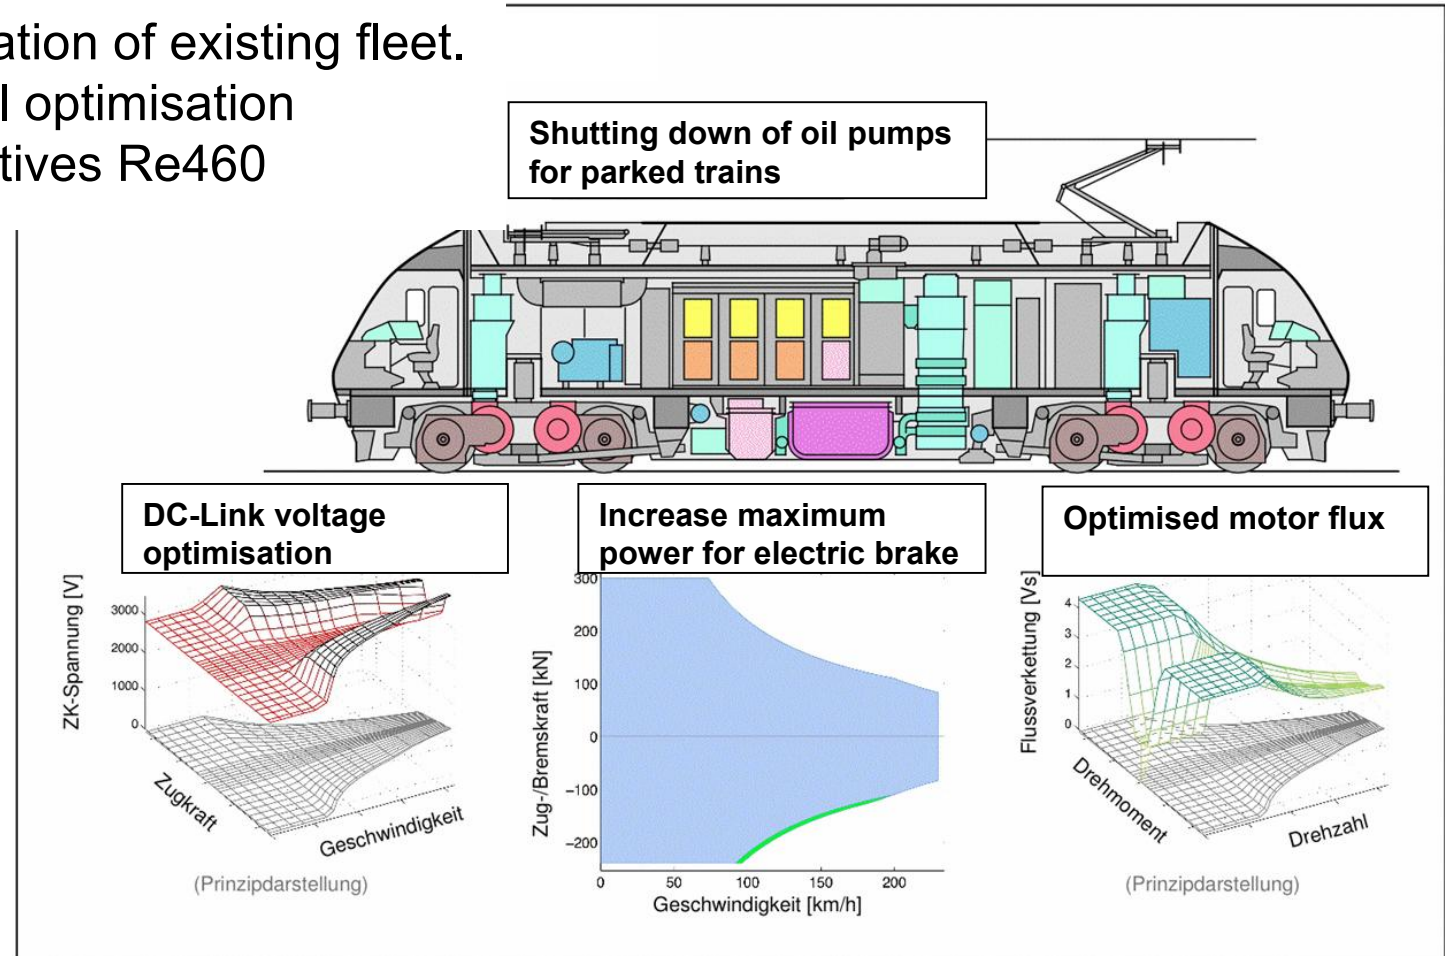 ation of existing fleet.
l optimisation
tives Re460
Shutting down of oil pumps
for parked trains
DC-Link voltage
optimisation
Increase maximum
power for electric brake
Optimised motor flux
ZK-Spannung [V]
3000
2000
1000
0
Zugkraft
Geschwindigkeit
(Prinzipdarstellung)
Zug-/Bremskraft [kN]
300
200
100
0
−100
−200
0 50 100 150 200
Geschwindigkeit [km/h]
Flussverkettung [Vs]
4
3
2
1
0
Drehmoment
Drehzahl
(Prinzipdarstellung)